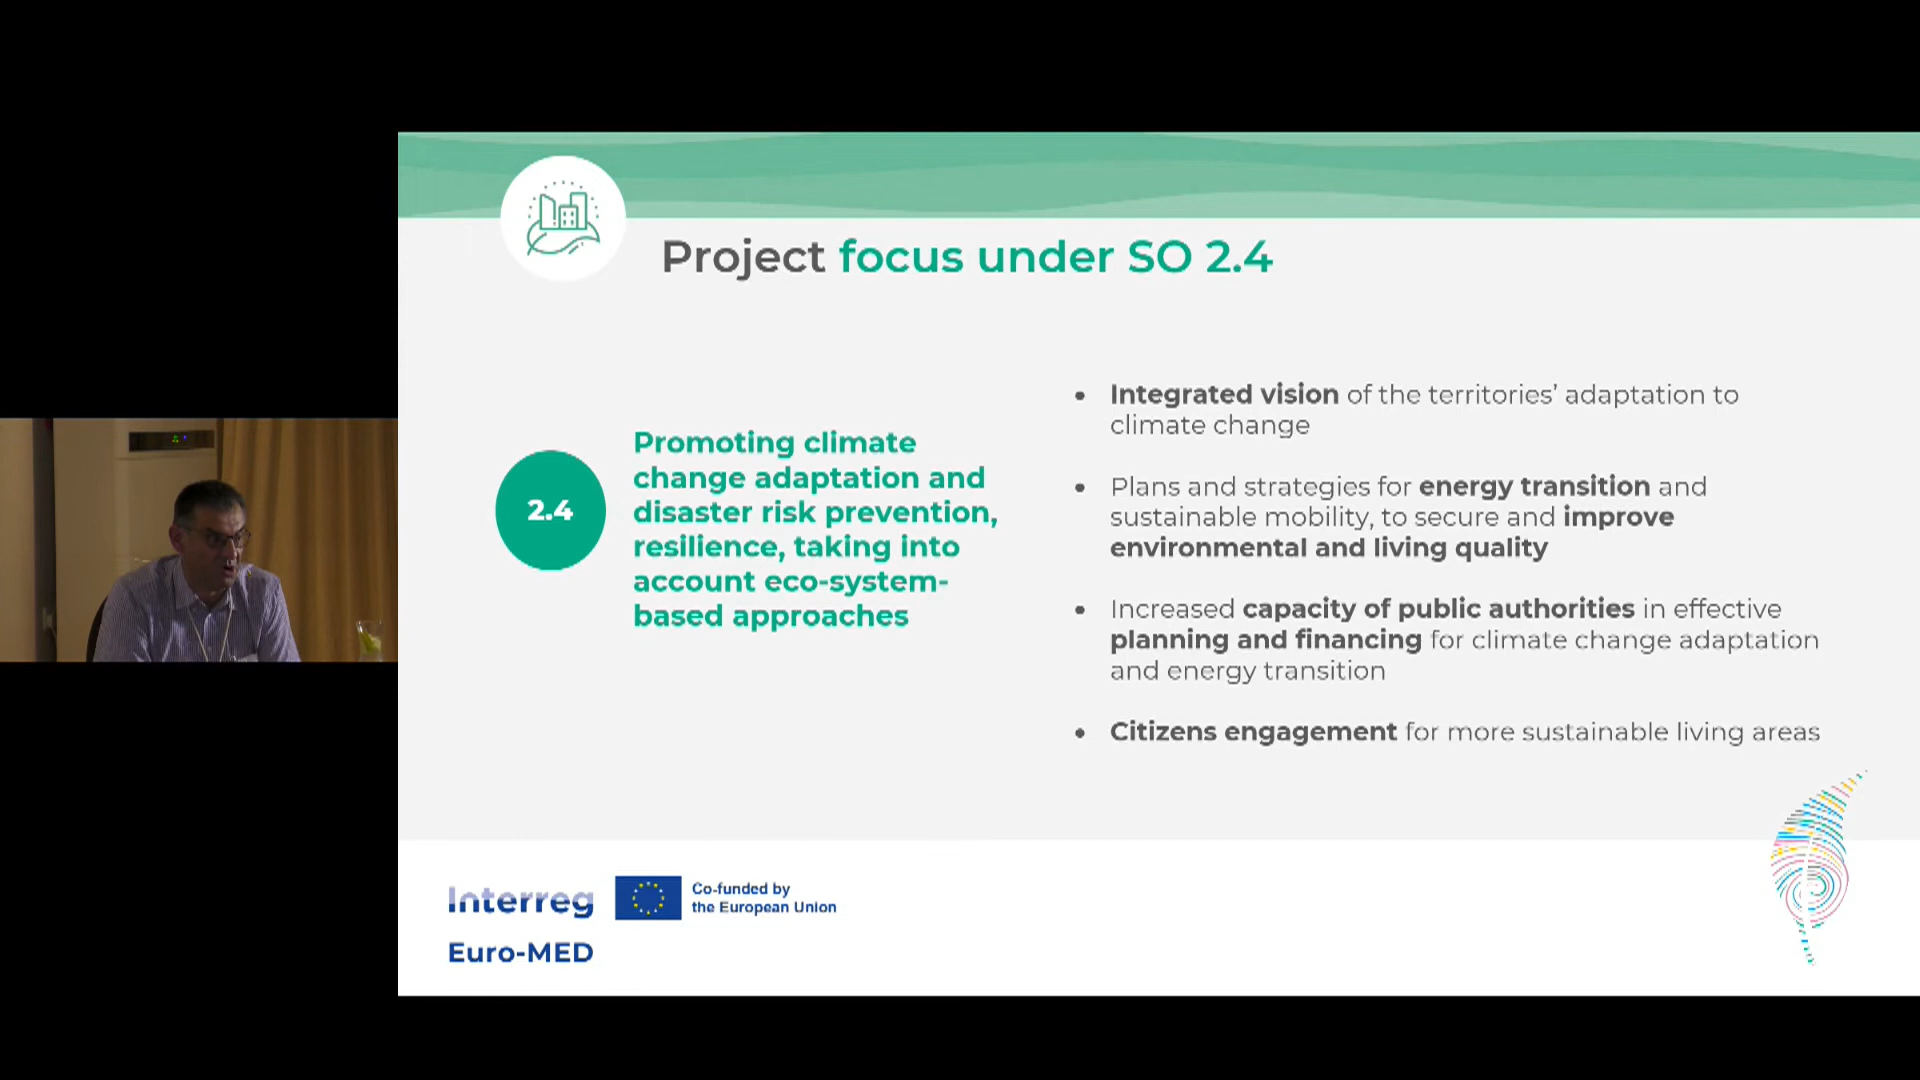 Project focus under SO 2.4
2.4
Promoting climate
change adaptation and
disaster risk prevention,
resilience, taking into
account eco-system-
based approaches
• Integrated vision of the territories’ adaptation to
climate change
• Plans and strategies for energy transition and
sustainable mobility, to secure and improve
environmental and living quality
• Increased capacity of public authorities in effective
planning and financing for climate change adaptation
and energy transition
• Citizens engagement for more sustainable living areas
Interreg
Co-funded by
the European Union
Euro-MED